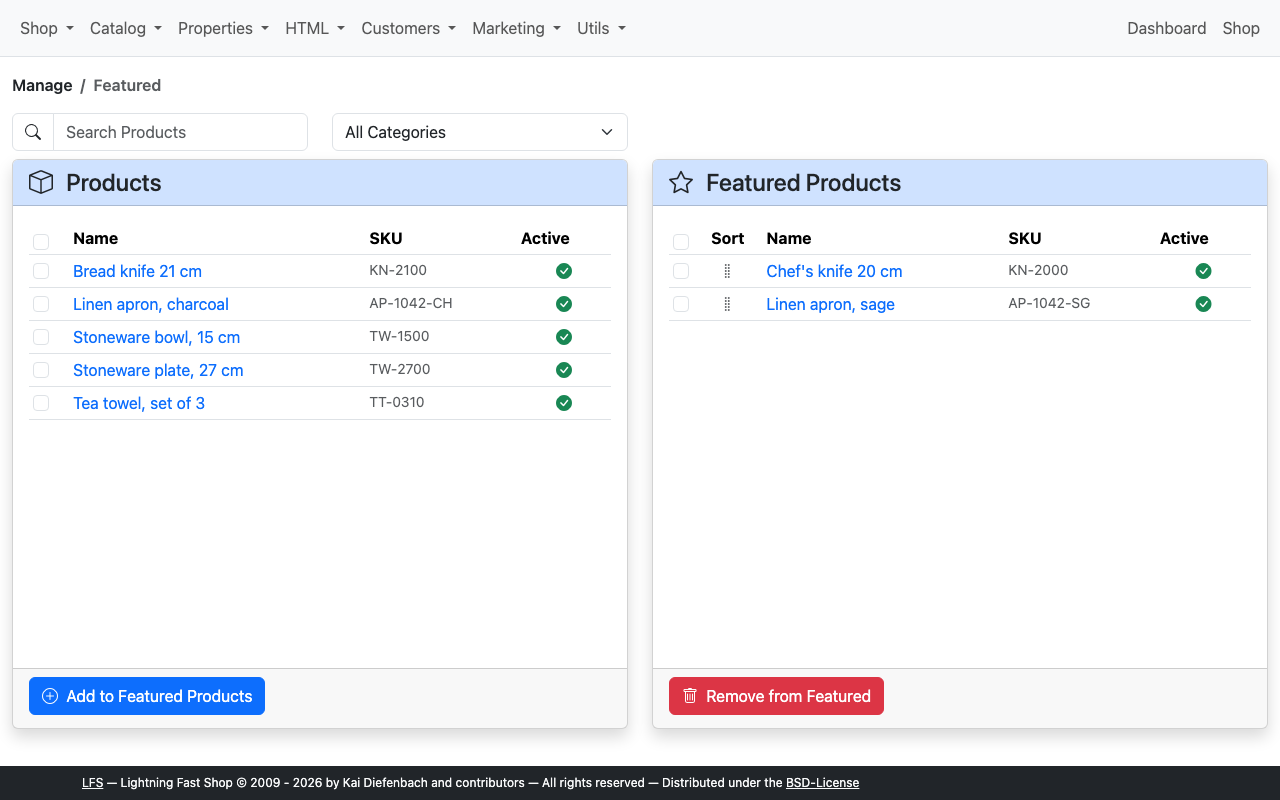 Shop Catalog Properties HTML Customers Marketing Utils Dashboard Shop
Manage / Featured
Search Products
All Categories
Products
Name SKU Active
Bread knife 21 cm KN-2100
Linen apron, charcoal AP-1042-CH
Stoneware bowl, 15 cm TW-1500
Stoneware plate, 27 cm TW-2700
Tea towel, set of 3 TT-0310
Add to Featured Products
Featured Products
Sort Name SKU Active
Chef's knife 20 cm KN-2000
Linen apron, sage AP-1042-SG
Remove from Featured
LFS — Lightning Fast Shop © 2009 - 2026 by Kai Diefenbach and contributors — All rights reserved — Distributed under the BSD-License